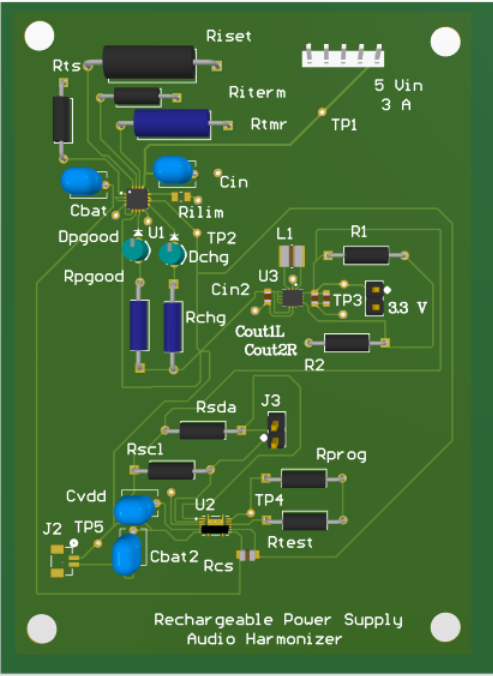 Riset
Rts
Riterm
5 Vin
3 A
Rtmr
TP1
Cin
Cbat
Rilim
Dpgood
U1
TP2
Dchg
L1
R1
Rpgood
U3
Cin2
TP3
3.3 V
Rchg
Cout1L
Cout2R
R2
Rsda
J3
Rscl
Rprog
Cvdd
U2
TP4
J2
TP5
Rtest
Cbat2
Rcs
Rechargeable Power Supply
Audio Harmonizer